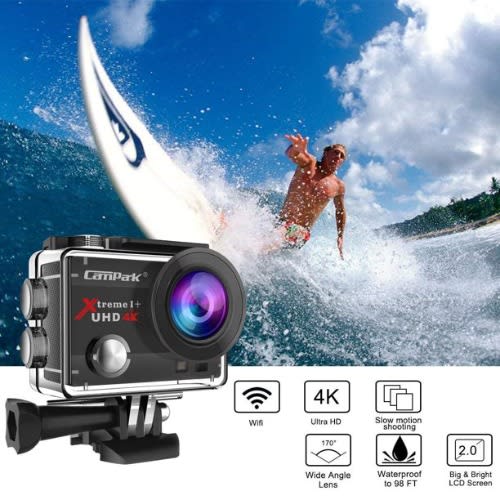 CamPark
Xtreme I+
UHD 4K
Wifi
4K
Ultra HD
Slow motion
shooting
170°
Wide Angle
Lens
Waterproof
to 98 FT
2.0
Big & Bright
LCD Screen